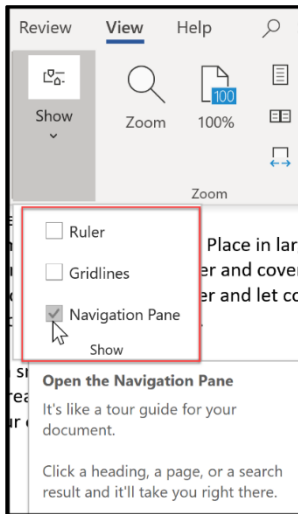 Review View Help
Show Zoom 100%
100
Zoom
Ruler
Place in lar
Gridlines
er and cove
er and let co
Navigation Pane
Show
Open the Navigation Pane
It's like a tour guide for your
document.
Click a heading, a page, or a search
result and it'll take you right there.